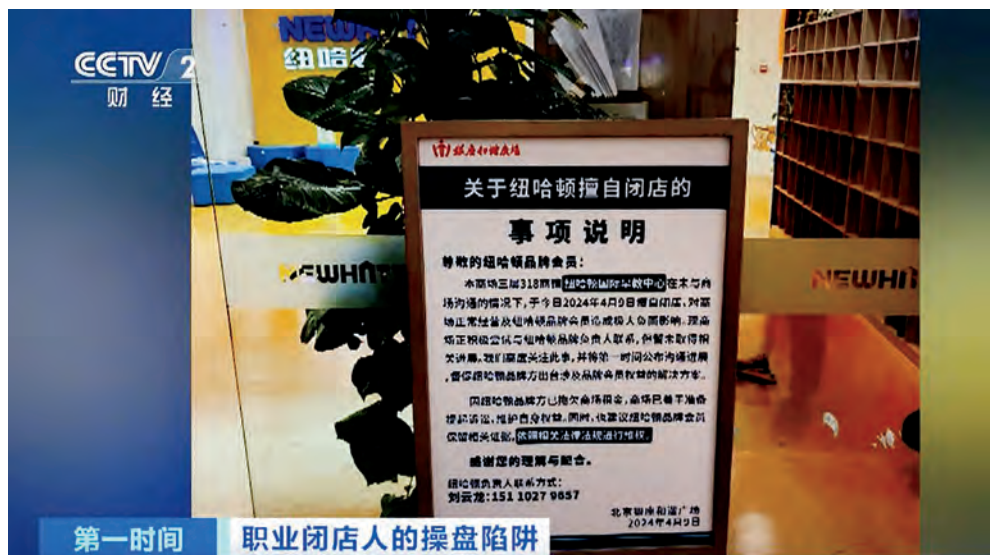 CCTV 2
财经
NEWHA
纽哈
关于纽哈顿擅自闭店的
事项说明
尊敬的纽哈顿品牌会员：
本商场三层318商铺纽哈顿国际早教中心在未与商
场沟通的情况下，于今日2024年4月9日擅自闭店，对商
场正常经营及纽哈顿品牌会员造成极大负面影响。现商
场正积极尝试与纽哈顿品牌负责人联系，但暂未取得相
关进展。我们高度关注此事，并将第一时间公布沟通进展
，督促纽哈顿品牌方出台涉及品牌会员权益的解决方案。
因纽哈顿品牌方已拖欠商场租金，商场已着手准备
提起诉讼，维护自身权益。同时，也建议纽哈顿品牌会员
保留相关证据，依照相关法律法规进行维权。
感谢您的理解与配合。
纽哈顿负责人联系方式：
刘云龙：151 1027 9657
北京银座和谐广场
2024年4月9日
NEWHAT
NEWH
第一时间
职业闭店人的操盘陷阱